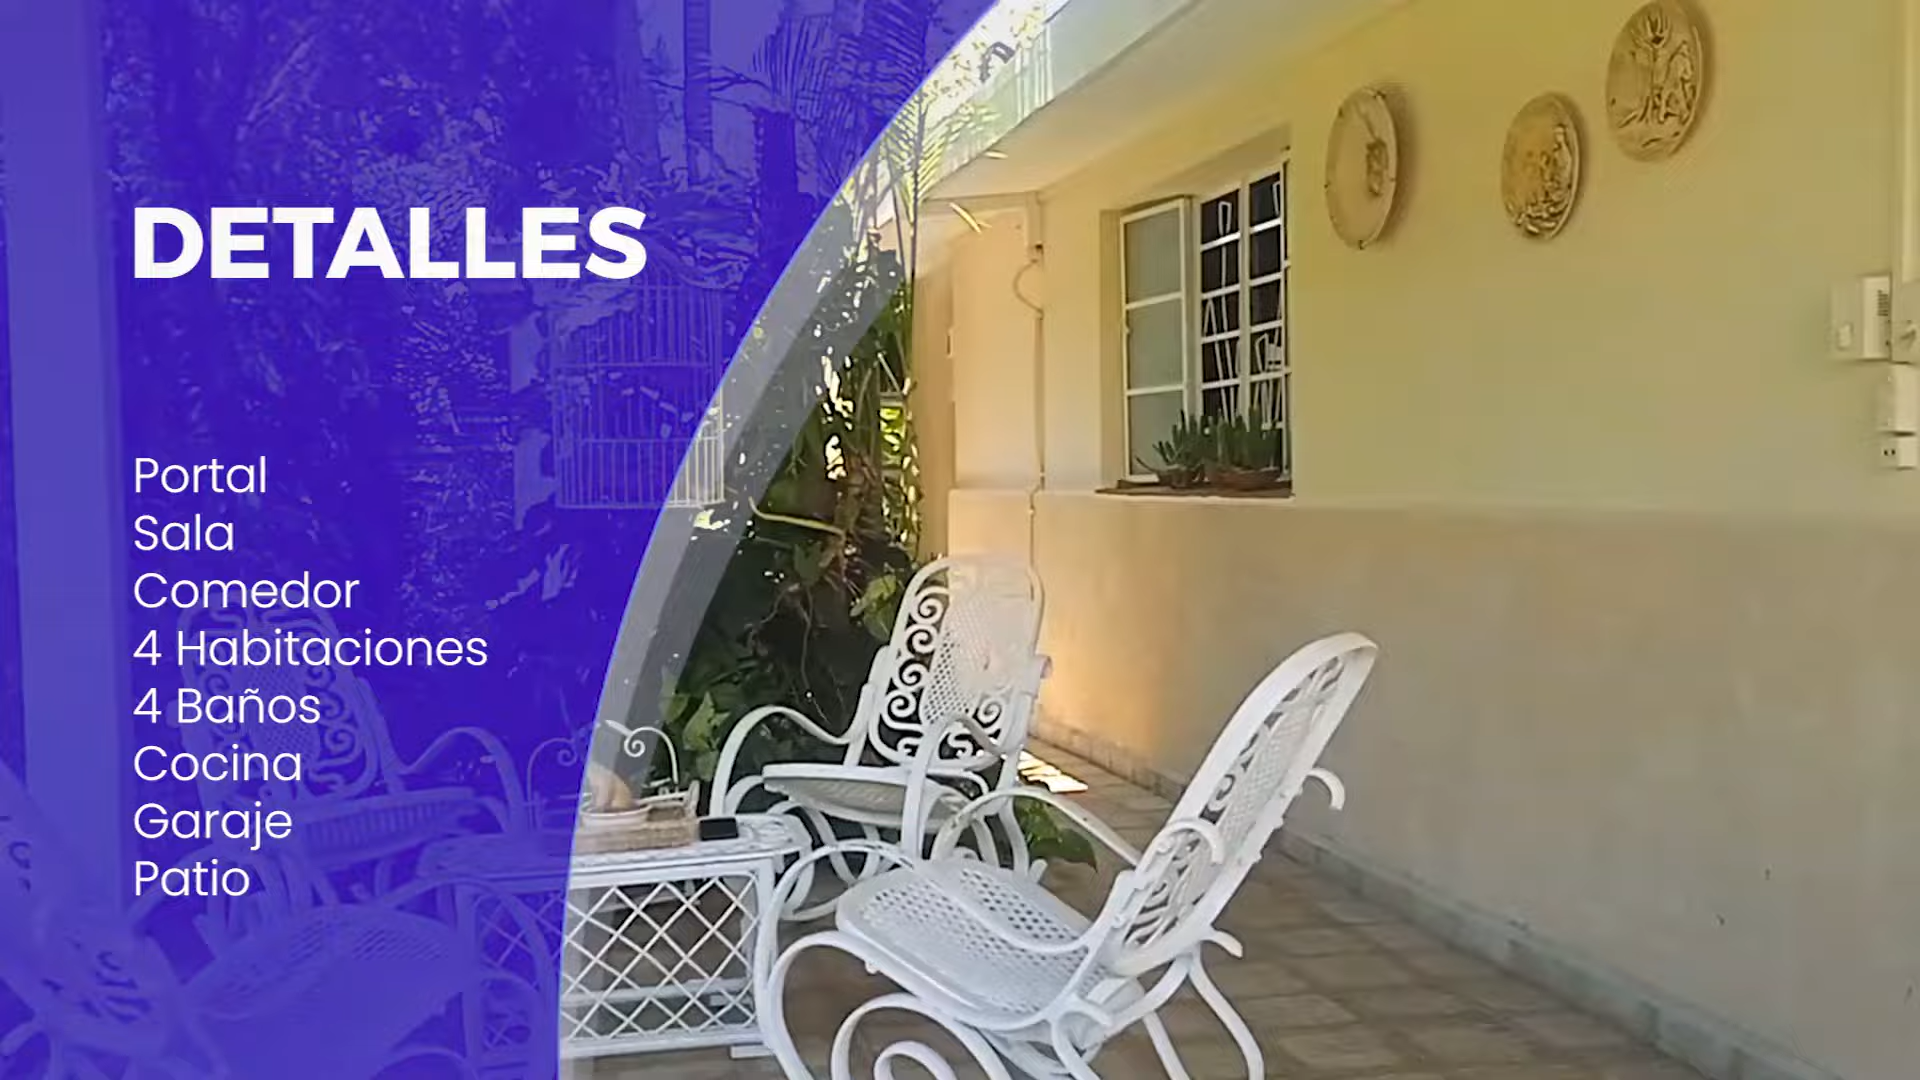 DETALLES
Portal
Sala
Comedor
4 Habitaciones
4 Baños
Cocina
Garaje
Patio